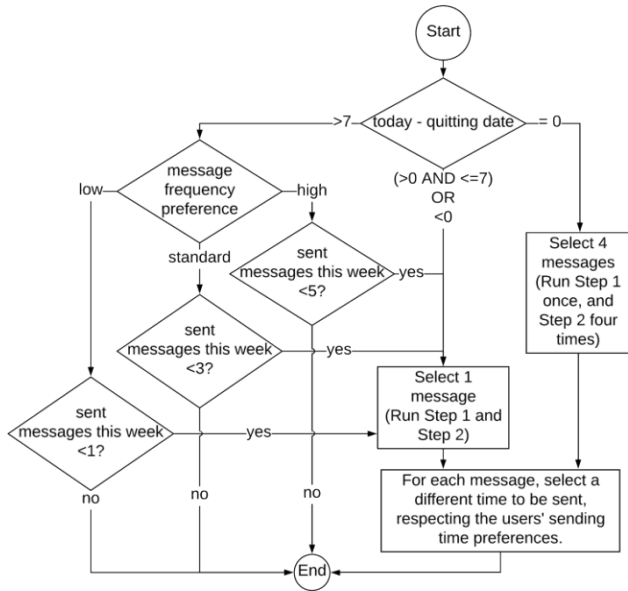 Start
today - quitting date
>7
= 0
(>0 AND <=7)
OR
<0
message
frequency
preference
low
high
standard
sent
messages this week
<5?
yes
Select 4
messages
(Run Step 1
once, and
Step 2 four
times)
sent
messages this week
<3?
yes
Select 1
message
(Run Step 1 and
Step 2)
sent
messages this week
<1?
yes
For each message, select a
different time to be sent,
respecting the users' sending
time preferences.
no
no
no
End